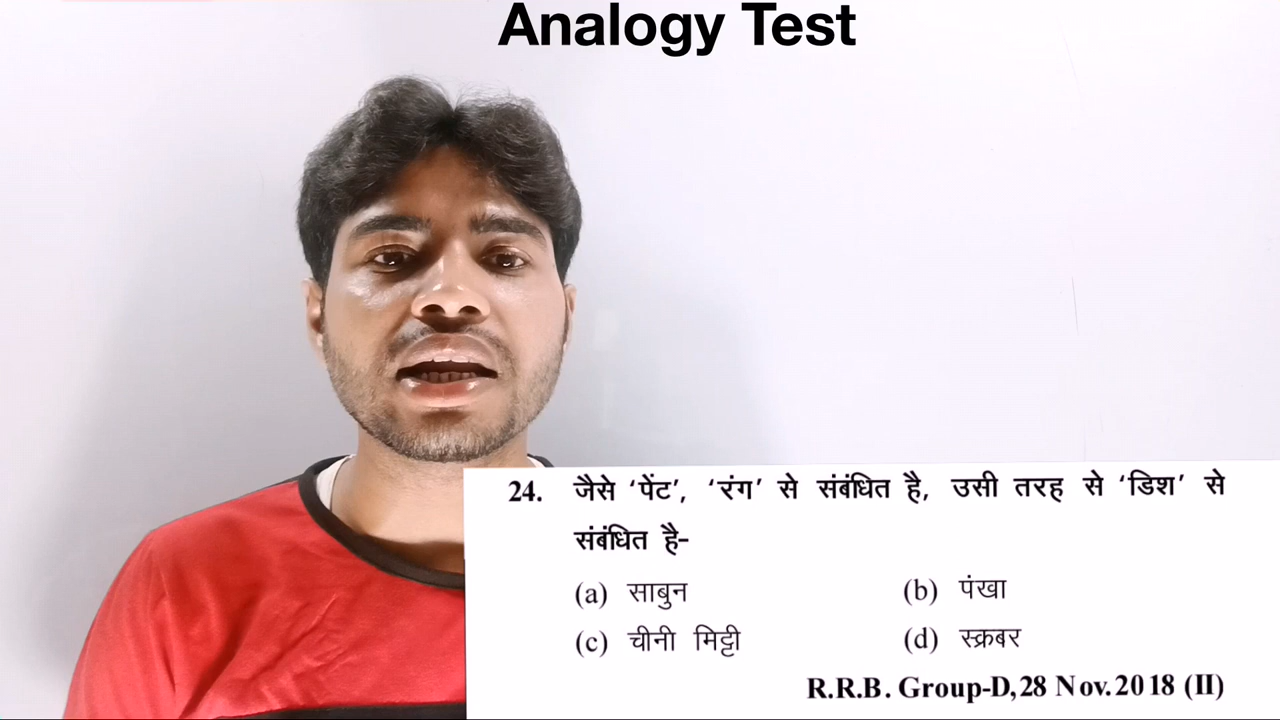 Analogy Test
24. जैसे ‘पेंट’, ‘रंग’ से संबंधित है, उसी तरह से ‘डिश’ से
संबंधित है-
(a) साबुन (b) पंखा
(c) चीनी मिट्टी (d) स्क्रबर
R.R.B. Group-D,28 Nov.2018 (II)